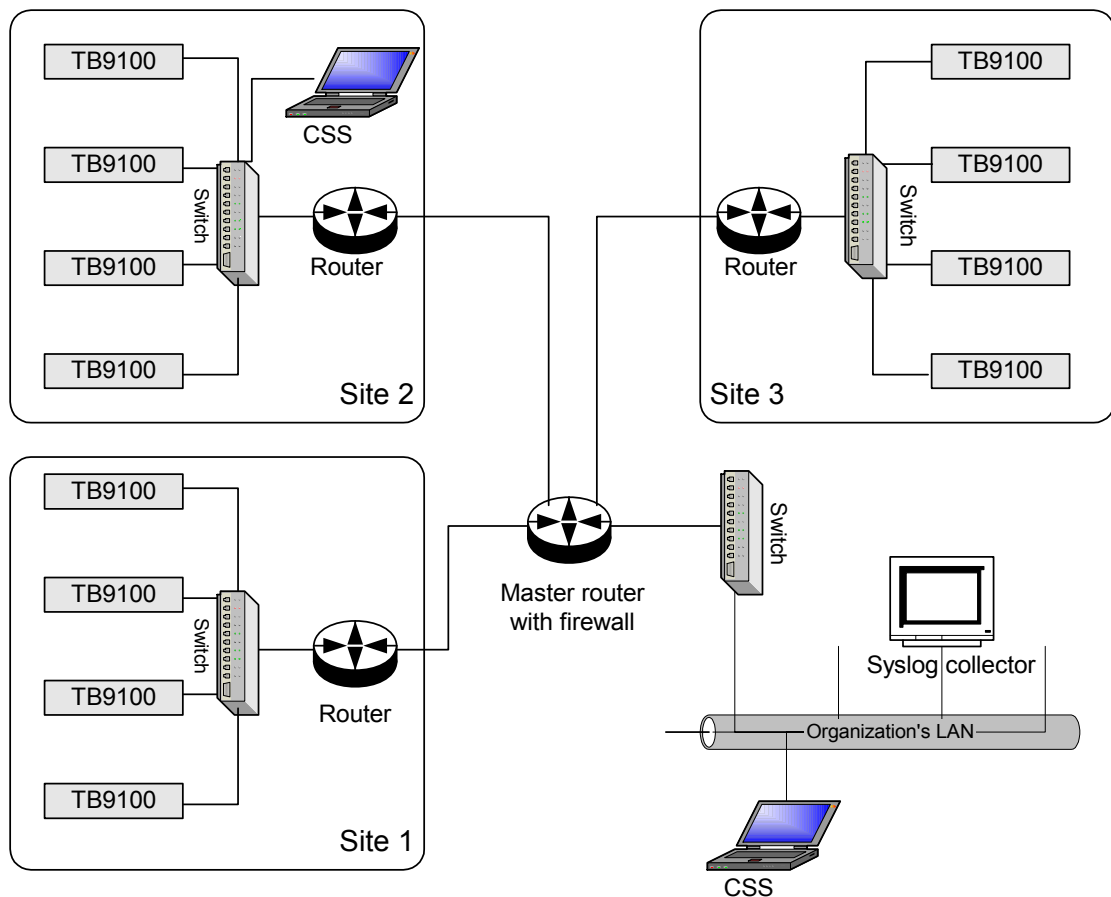 TB9100
CSS
TB9100
Switch
Router
TB9100
TB9100
Site 2
TB9100
TB9100
Switch
Router
TB9100
TB9100
Site 3
TB9100
TB9100
Switch
Router
TB9100
TB9100
Site 1
Master router
with firewall
Switch
Syslog collector
Organization's LAN
CSS